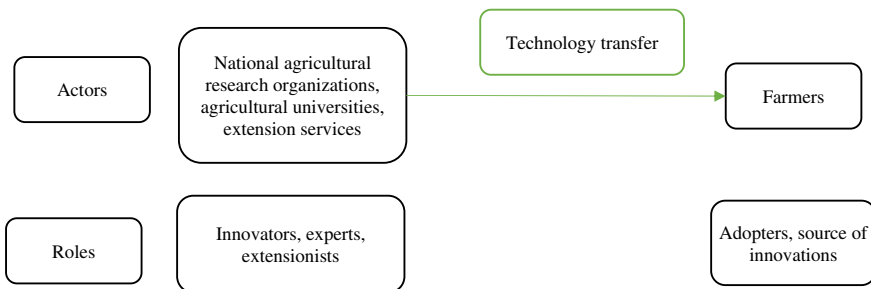 Technology transfer
Actors
National agricultural
research organizations,
agricultural universities,
extension services
Farmers
Roles
Innovators, experts,
extensionists
Adopters, source of
innovations